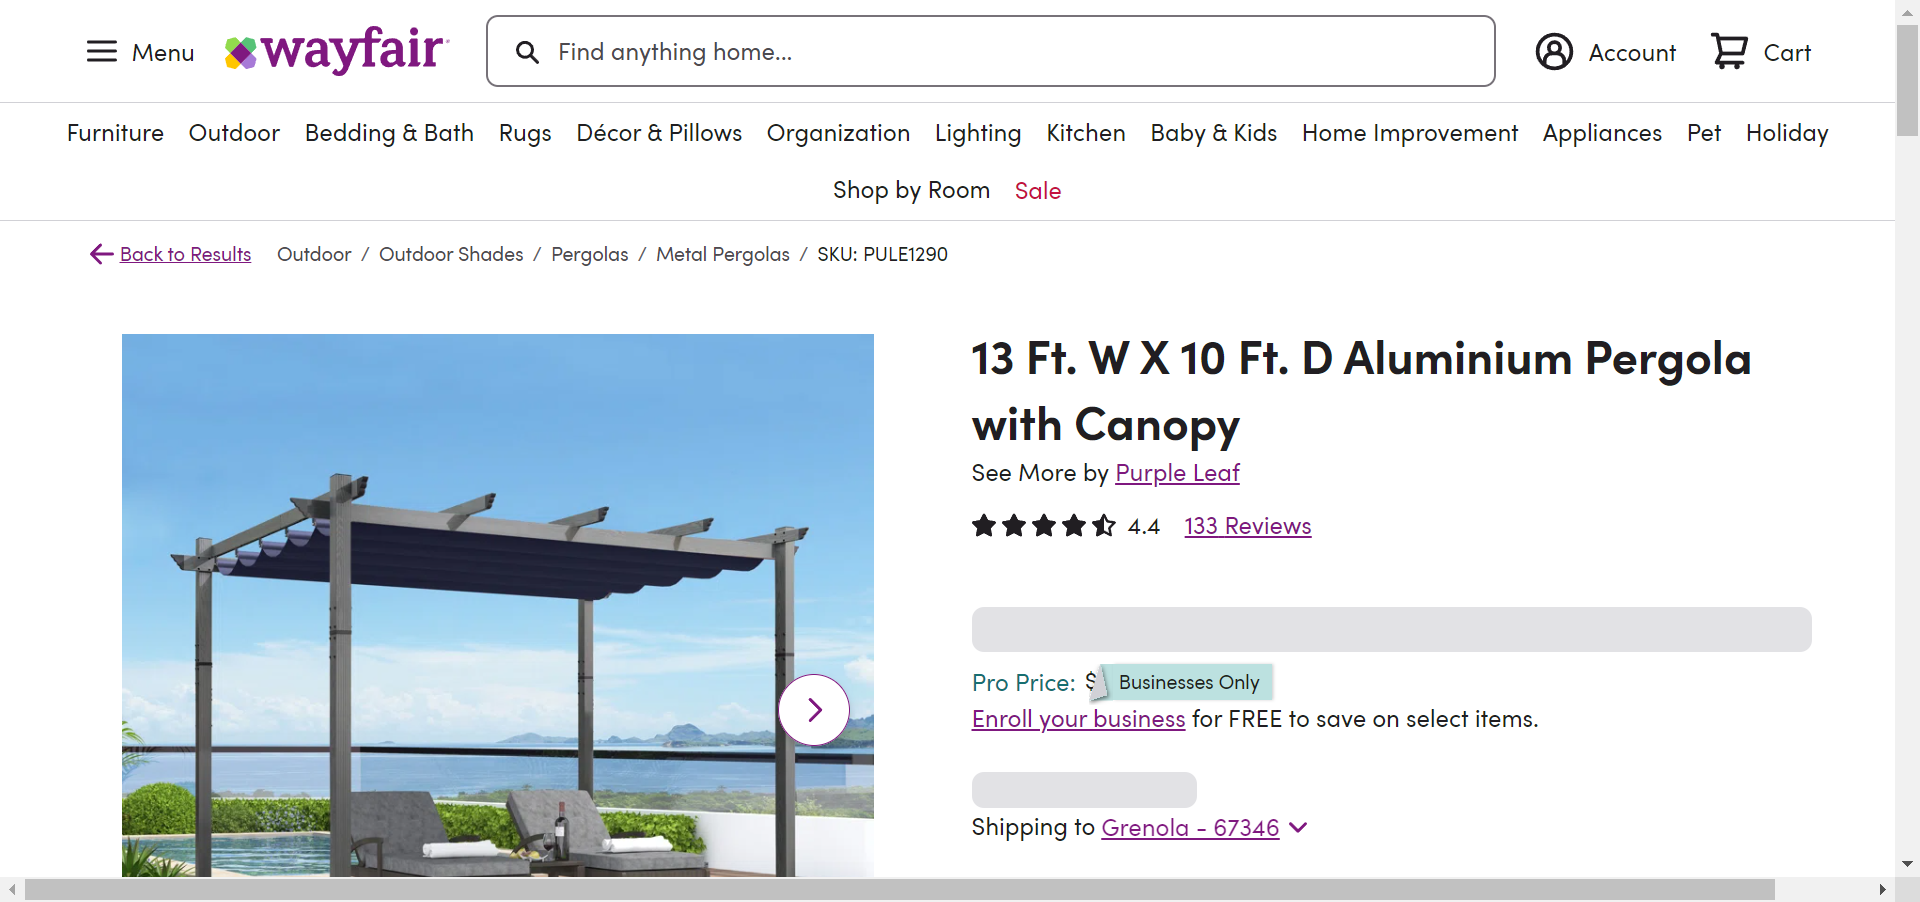 Menu
wayfair
Find anything home...
Account
Cart
Furniture Outdoor Bedding & Bath Rugs Décor & Pillows Organization Lighting Kitchen Baby & Kids Home Improvement Appliances Pet Holiday
Shop by Room Sale
Back to Results Outdoor / Outdoor Shades / Pergolas / Metal Pergolas / SKU: PULE1290
13 Ft. W X 10 Ft. D Aluminium Pergola
with Canopy
See More by Purple Leaf
4.4 133 Reviews
Pro Price: $ Businesses Only
Enroll your business for FREE to save on select items.
Shipping to Grenola - 67346